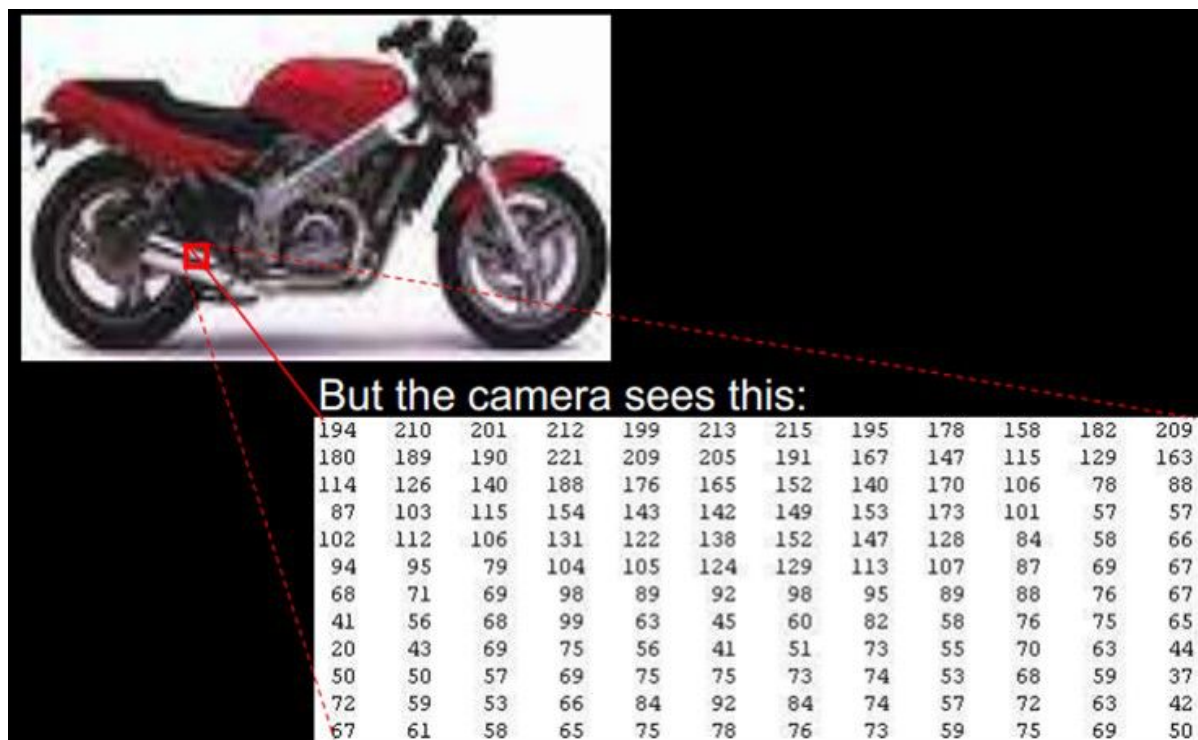 But the camera sees this:
194 210 201 212 199 213 215 195 178 158 182 209
180 189 190 221 209 205 191 167 147 115 129 163
114 126 140 188 176 165 152 140 170 106 78 88
87 103 115 154 143 142 149 153 173 101 57 57
102 112 106 131 122 138 152 147 128 84 58 66
94 95 79 104 105 124 129 113 107 87 69 67
68 71 69 98 89 92 98 95 89 88 76 67
41 56 68 99 63 45 60 82 58 76 75 65
20 43 69 75 56 41 51 73 55 70 63 44
50 50 57 69 75 75 73 74 53 68 59 37
72 59 53 66 84 92 84 74 57 72 63 42
67 61 58 65 75 78 76 73 59 75 69 50